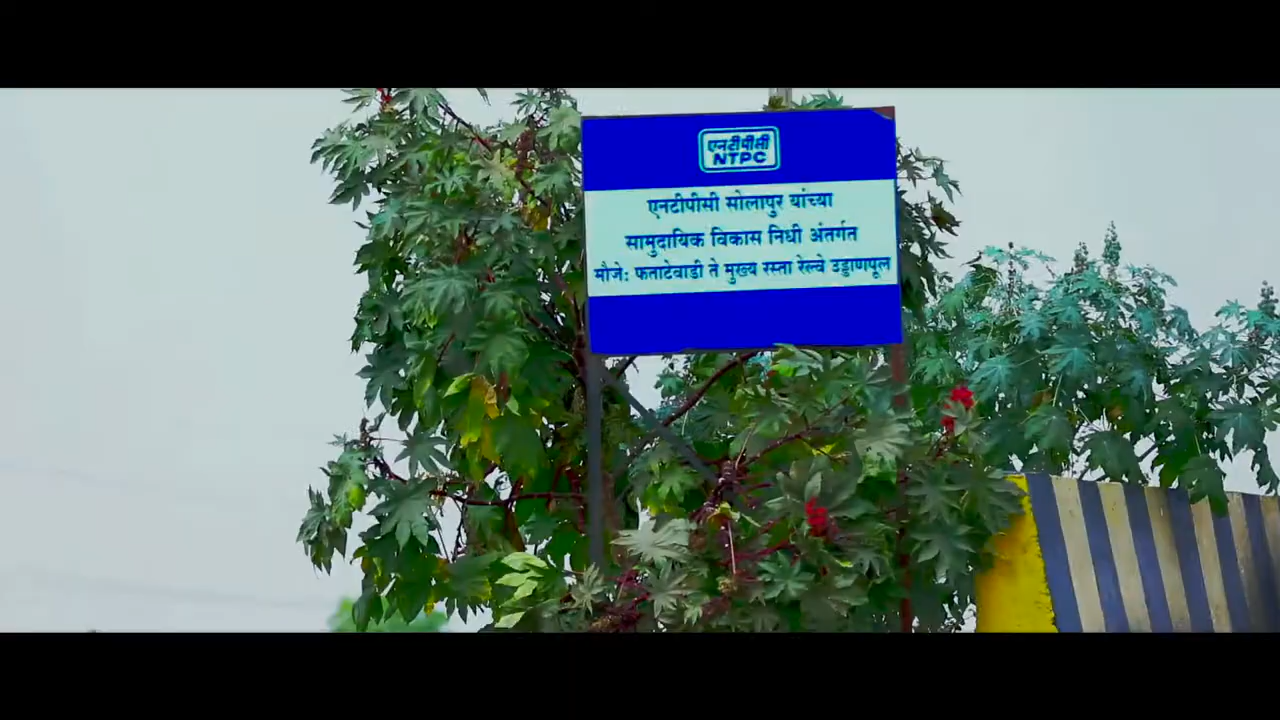 एनटीपीसी
NTPC
एनटीपीसी सोलापुर यांच्या
सामुदायिक विकास निधी अंतर्गत
मौजे: फताटेवाडी ते मुख्य रस्ता रेल्वे उड्डाणपूल